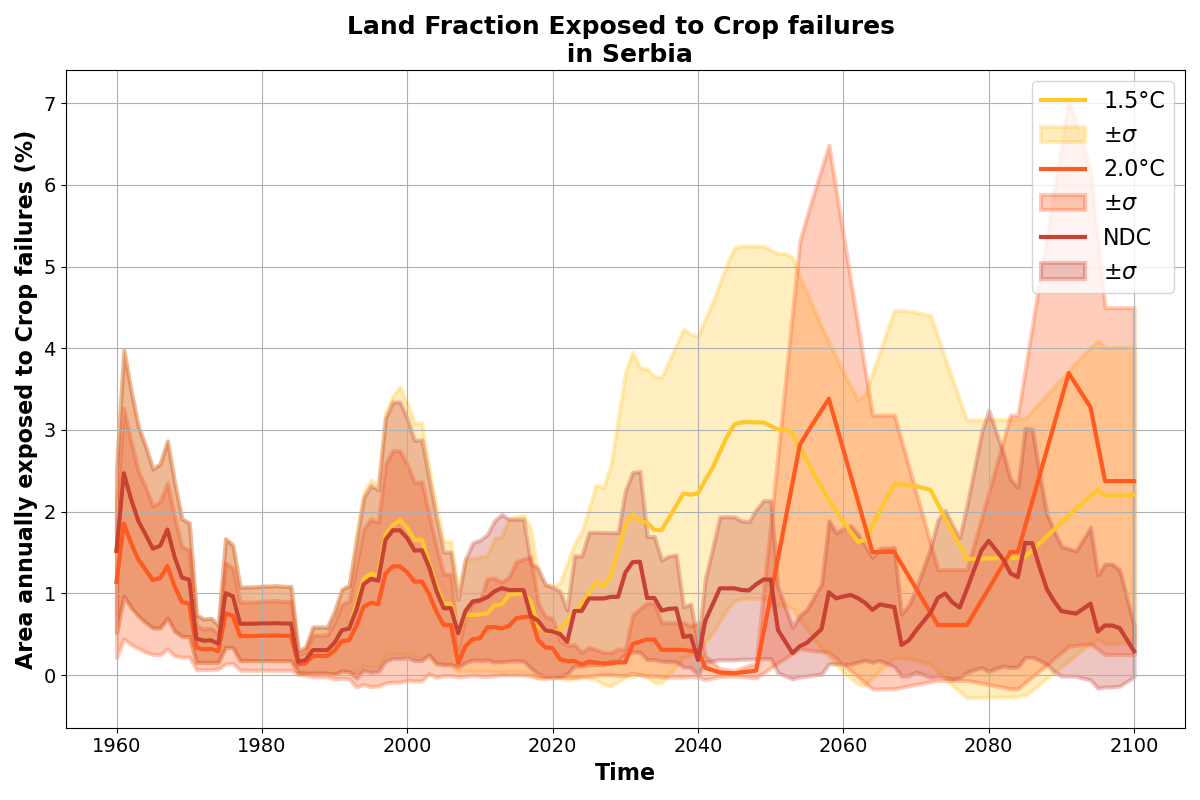 Land Fraction Exposed to Crop failures
in Serbia
Area annually exposed to Crop failures (%)
7
6
5
4
3
2
1
0
1.5°C
±σ
2.0°C
±σ
NDC
±σ
1960 1980 2000 2020 2040 2060 2080 2100
Time